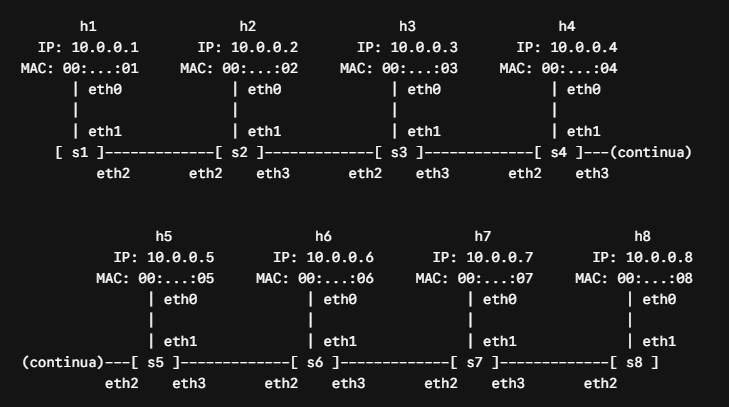 h1 h2 h3 h4
IP: 10.0.0.1 IP: 10.0.0.2 IP: 10.0.0.3 IP: 10.0.0.4
MAC: 00:...:01 MAC: 00:...:02 MAC: 00:...:03 MAC: 00:...:04
| eth0 | eth0 | eth0 | eth0
| | | |
| eth1 | eth1 | eth1 | eth1
[ s1 ]-------------[ s2 ]-------------[ s3 ]-------------[ s4 ]---(continua)
eth2 eth2 eth3 eth2 eth3 eth2 eth3
h5 h6 h7 h8
IP: 10.0.0.5 IP: 10.0.0.6 IP: 10.0.0.7 IP: 10.0.0.8
MAC: 00:...:05 MAC: 00:...:06 MAC: 00:...:07 MAC: 00:...:08
| eth0 | eth0 | eth0 | eth0
| | | |
| eth1 | eth1 | eth1 | eth1
(continua)---[ s5 ]-------------[ s6 ]-------------[ s7 ]-------------[ s8 ]
eth2 eth3 eth2 eth3 eth2 eth3 eth2